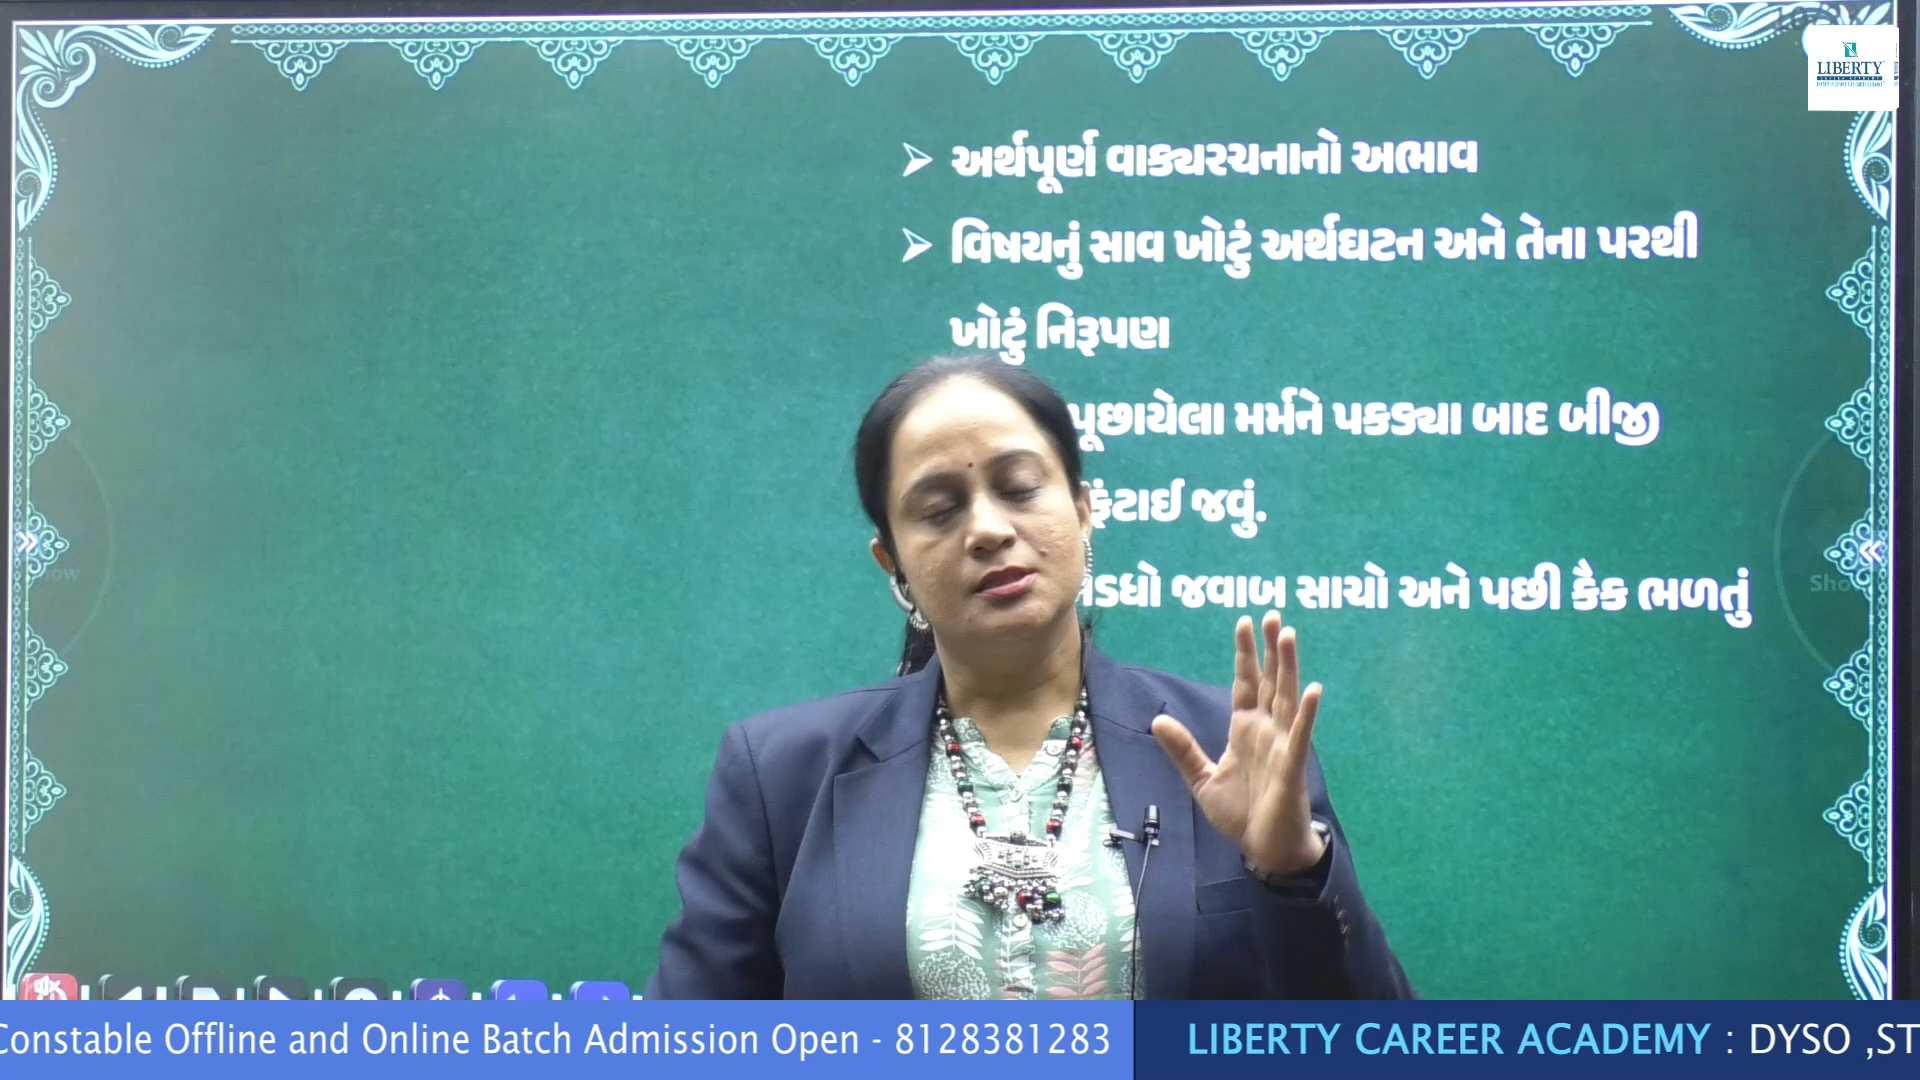 LIBERTY
અર્થપૂર્ણ વાક્યરચનાનો અભાવ
વિષયનું સાવ ખોટું અર્થઘટન અને તેના પરથી
ખોટું નિરૂપણ
પૂછાયેલા મર્મને પકડ્યા બાદ બીજી
જવું.
જવાબ સાચો અને પછી કૈક ભળતું
Constable Offline and Online Batch Admission Open - 8128381283
LIBERTY CAREER ACADEMY : DYSO ,ST